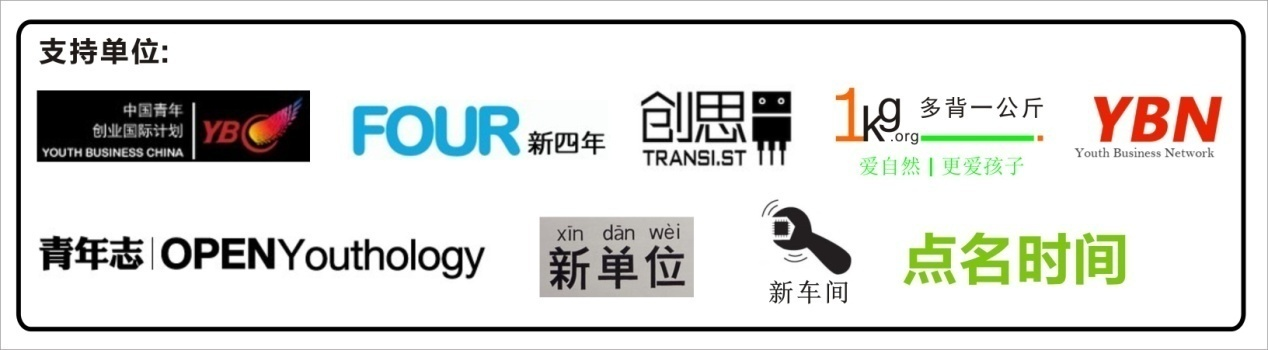 支持单位:
中国青年
创业国际计划
YOUTH BUSINESS CHINA
YBC
FOUR 新四年
创思
TRANSI.ST
1kg.org 多背一公斤
爱自然 | 更爱孩子
YBN
Youth Business Network
青年志 | OPENYouthology
xīn dān wèi
新单位
新车间
点名时间